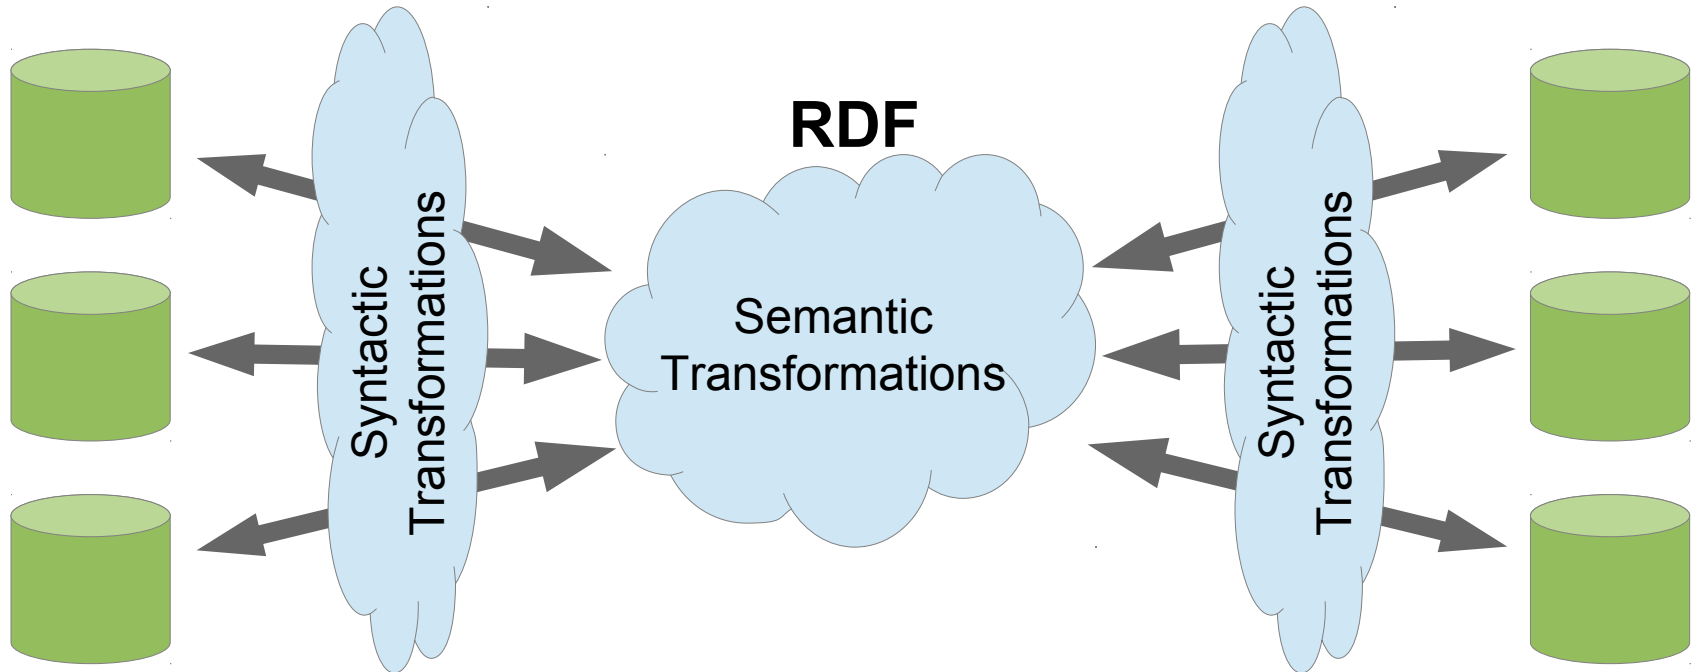 RDF
Syntactic
Transformations
Semantic
Transformations
Syntactic
Transformations